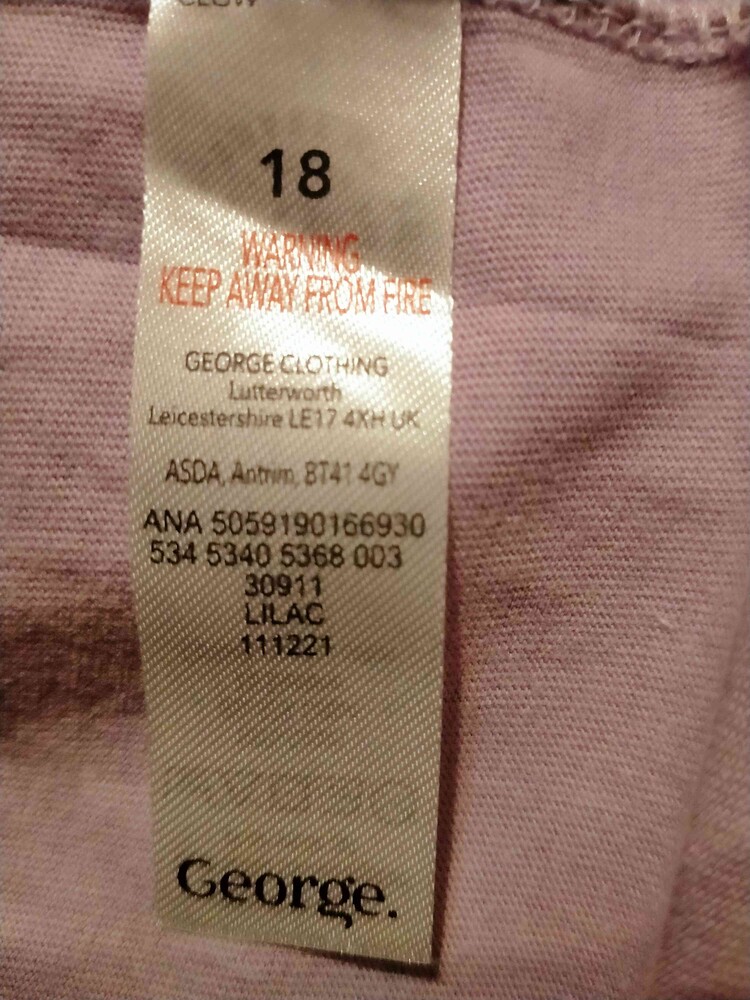 18
WARNING
KEEP AWAY FROM FIRE
GEORGE CLOTHING
Lutterworth
Leicestershire LE17 4XH UK
ASDA, Antrim, BT41 4GY
ANA 5059190166930
534 5340 5368 003
30911
LILAC
111221
George.